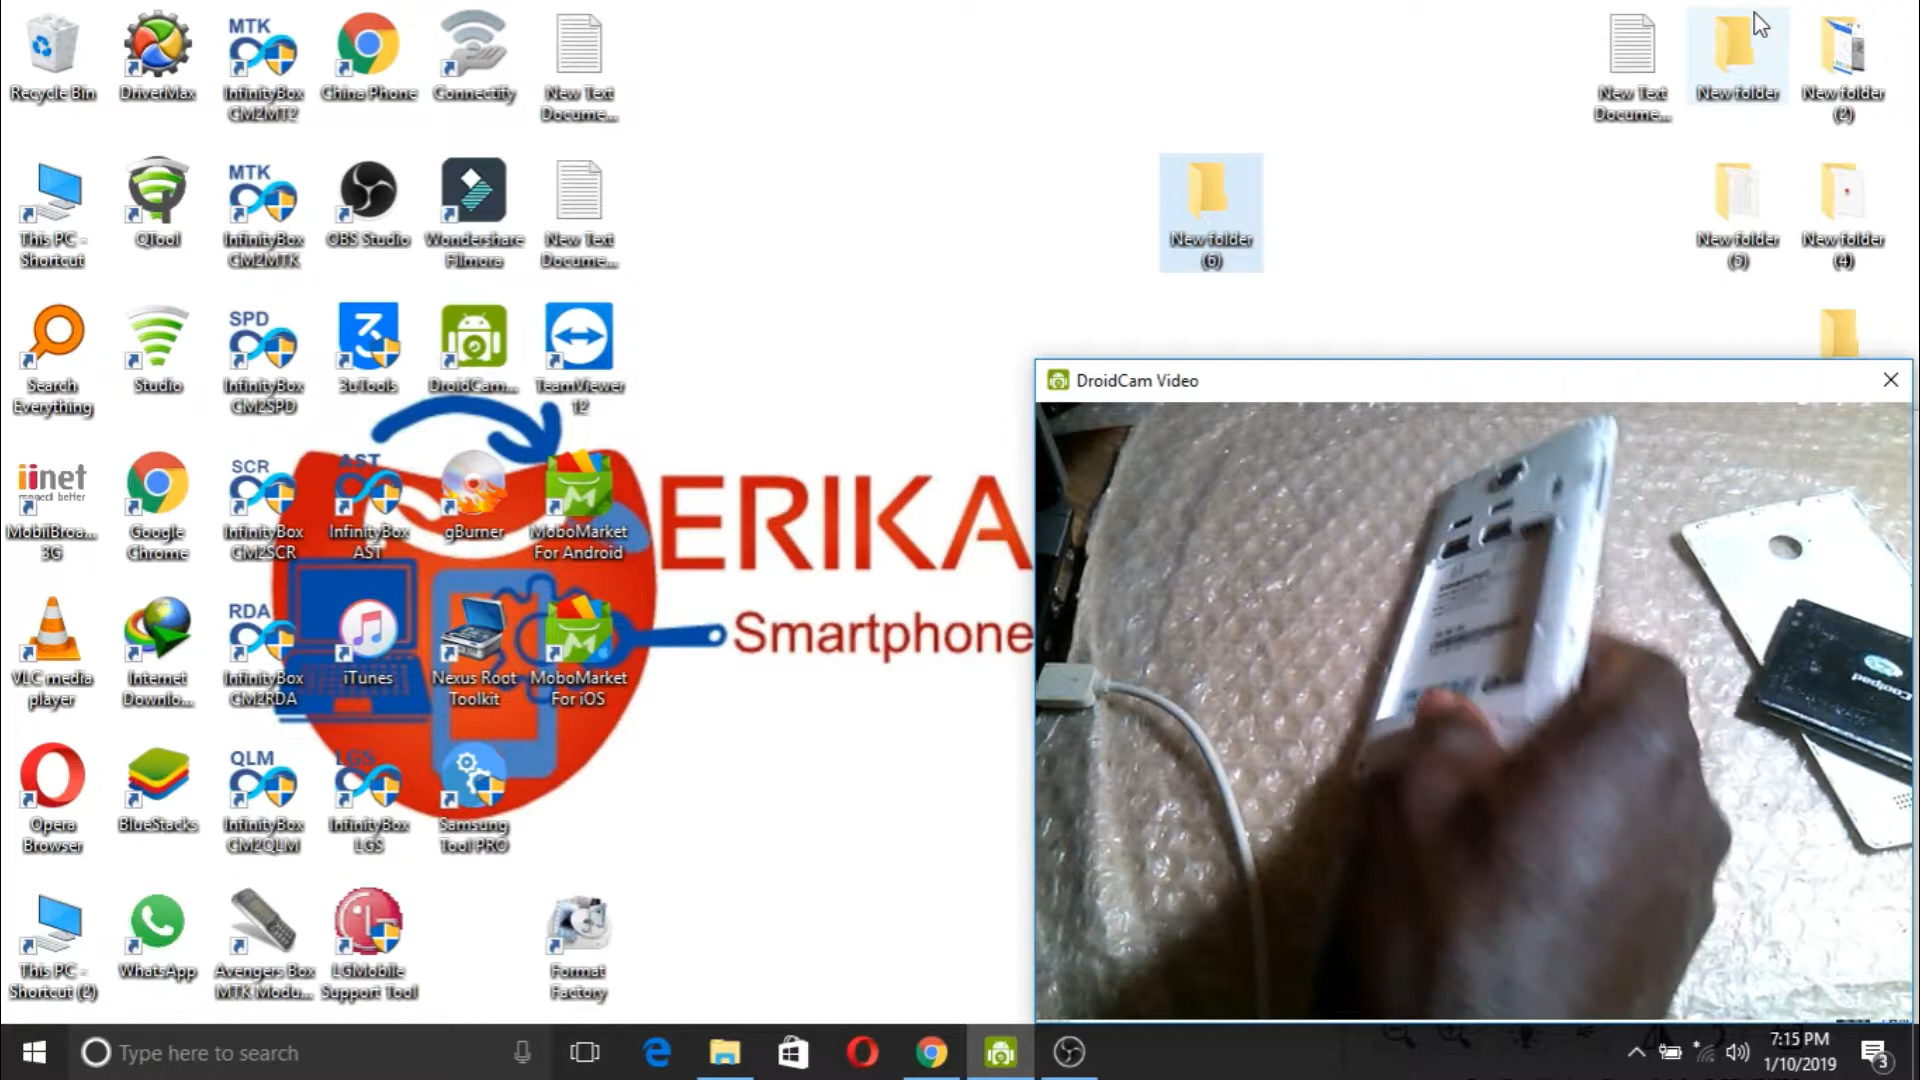 Recycle Bin
DriverMax
MTK
InfinityBox
CM2MT2
China Phone
Connectify
New Text
Docume...
New Text
Docume...
New folder
New folder
(2)
This PC -
Shortcut
QTool
MTK
InfinityBox
CM2MTK
OBS Studio
Wondershare
Filmora
New Text
Docume...
New folder
(6)
New folder
(5)
New folder
(4)
Search
Everything
Studio
SPD
InfinityBox
CM2SPD
3uTools
DroidCam...
TeamViewer
12
DroidCam Video
iinet
MobilBroa...
3G
Google
Chrome
SCR
InfinityBox
CM2SCR
AST
InfinityBox
AST
gBurner
MoboMarket
For Android
ERIKA
Smartphone
VLC media
player
Internet
Downlo...
RDA
InfinityBox
CM2RDA
iTunes
Nexus Root
Toolkit
MoboMarket
For iOS
Coolpad
Opera
Browser
BlueStacks
QLM
InfinityBox
CM2QLM
LGS
InfinityBox
LGS
Samsung
Tool PRO
This PC -
Shortcut (2)
WhatsApp
Avengers Box
MTK Modu...
LGMobile
Support Tool
Format
Factory
Type here to search
7:15 PM
1/10/2019
3